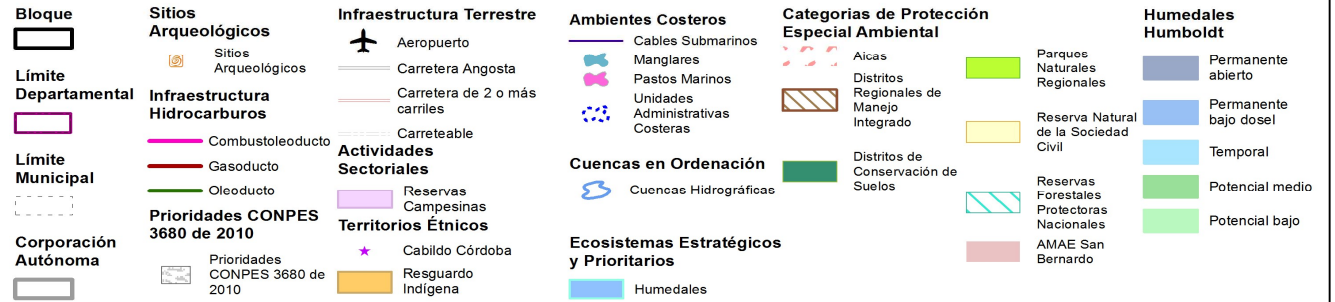 Bloque
Límite
Departamental
Límite
Municipal
Corporación
Autónoma
Sitios
Arqueológicos
Sitios
Arqueológicos
Infraestructura
Hidrocarburos
Combustoleoducto
Gasoducto
Oleoducto
Prioridades CONPES
3680 de 2010
Prioridades
CONPES 3680 de
2010
Infraestructura Terrestre
Aeropuerto
Carretera Angosta
Carretera de 2 o más
carriles
Carreteable
Actividades
Sectoriales
Reservas
Campesinas
Territorios Étnicos
Cabildo Córdoba
Resguardo
Indígena
Ambientes Costeros
Cables Submarinos
Manglares
Pastos Marinos
Unidades
Administrativas
Costeras
Cuencas en Ordenación
Cuencas Hidrográficas
Ecosistemas Estratégicos
y Prioritarios
Humedales
Categorias de Protección
Especial Ambiental
Aicas
Distritos
Regionales de
Manejo
Integrado
Distritos de
Conservación de
Suelos
Parques
Naturales
Regionales
Reserva Natural
de la Sociedad
Civil
Reservas
Forestales
Protectoras
Nacionales
AMAE San
Bernardo
Humedales
Humboldt
Permanente
abierto
Permanente
bajo dosel
Temporal
Potencial medio
Potencial bajo